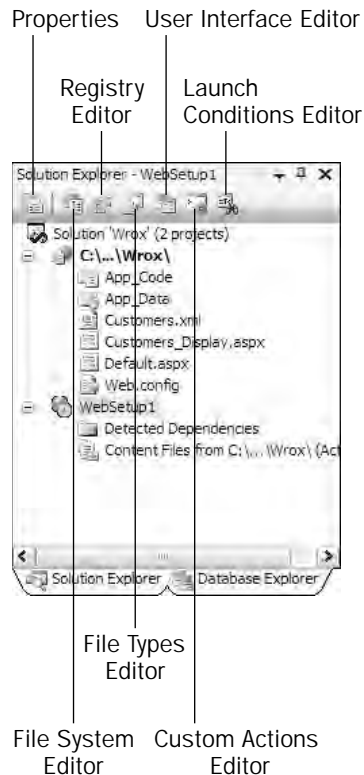 Properties User Interface Editor
Registry Editor
Launch Conditions Editor
Solution Explorer - WebSetup1
Solution 'Wrox' (2 projects)
C:\...\Wrox\
App_Code
App_Data
Customers.xml
Customers_Display.aspx
Default.aspx
Web.config
WebSetup1
Detected Dependencies
Content Files from C:\...\Wrox\ (Act
Solution Explorer Database Explorer
File Types Editor
File System Editor
Custom Actions Editor